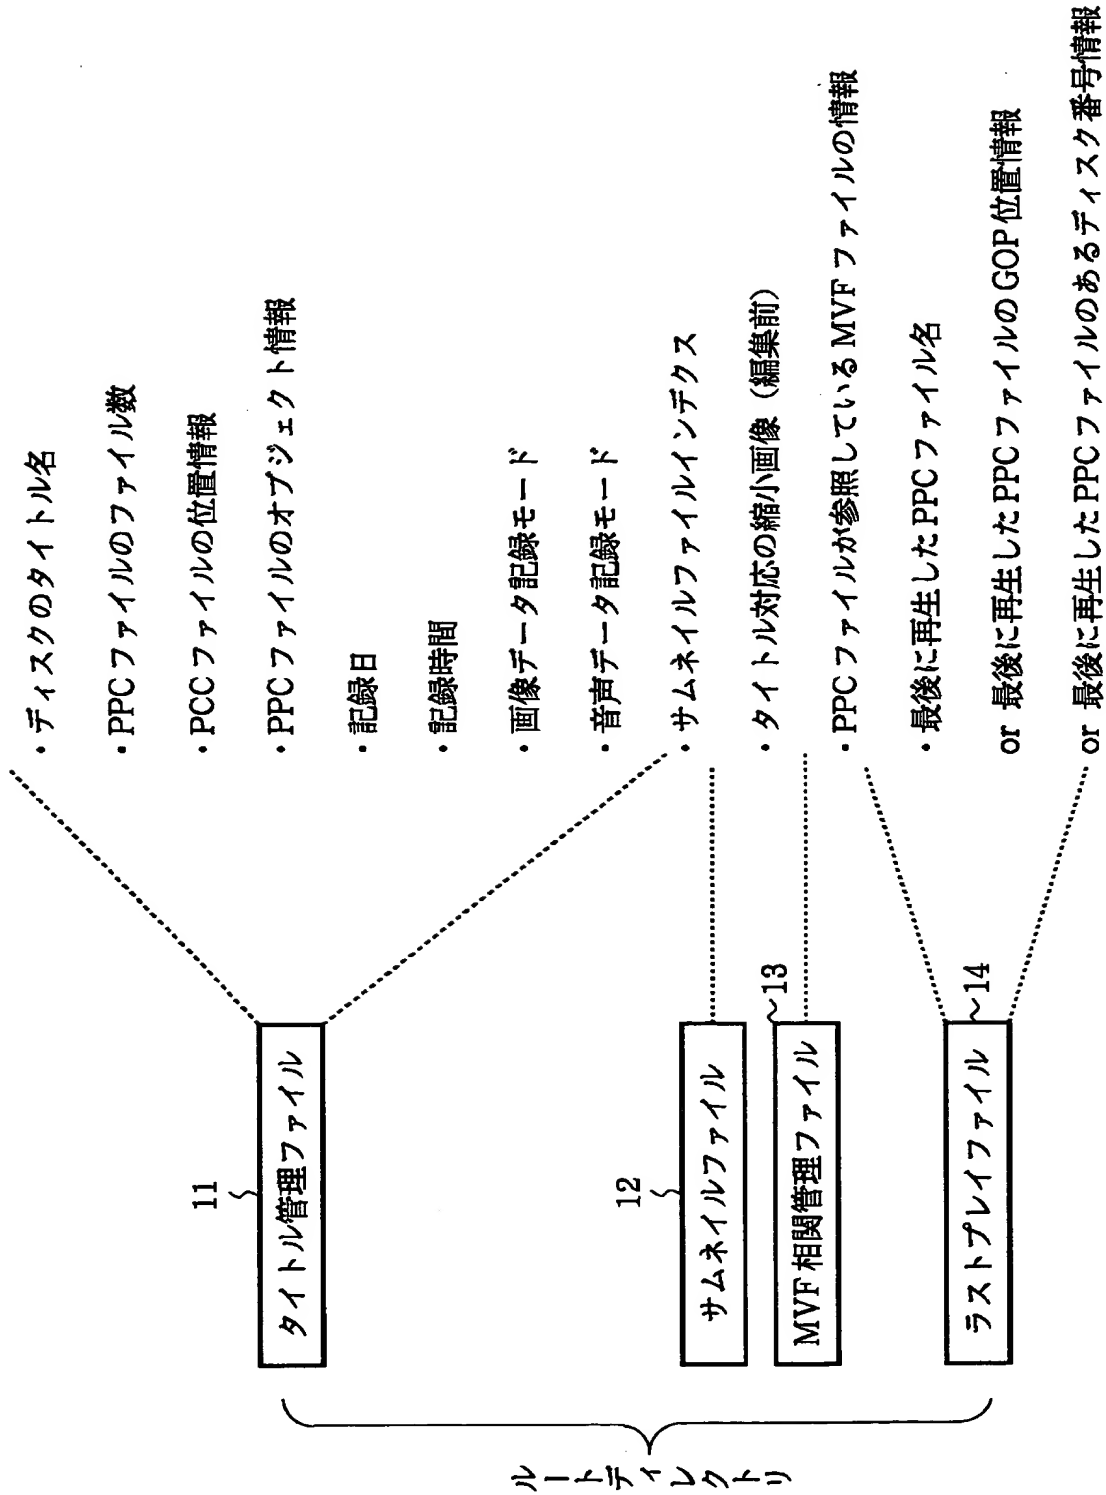 ルートディレクトリ
11
タイトル管理ファイル
12
サムネイルファイル
13
MVF相関管理ファイル
14
ラストプレイファイル
・ディスクのタイトル名
・PPCファイルのファイル数
・PCCファイルの位置情報
・PPCファイルのオブジェクト情報
・記録日
・記録時間
・画像データ記録モード
・音声データ記録モード
・サムネイルファイルインデクス
・タイトル対応の縮小画像（編集前）
・PPCファイルが参照しているMVFファイルの情報
・最後に再生したPPCファイル名
or 最後に再生したPPCファイルのGOP位置情報
or 最後に再生したPPCファイルのあるディスク番号情報